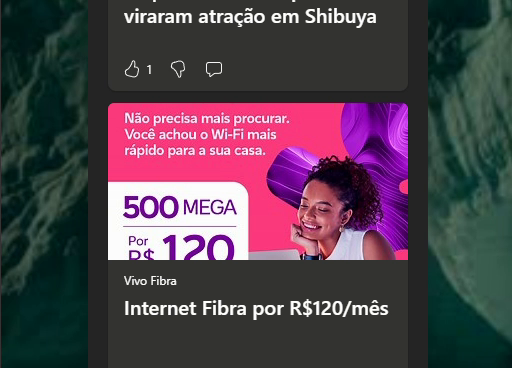 viraram atração em Shibuya
1
Não precisa mais procurar.
Você achou o Wi-Fi mais
rápido para a sua casa.
500 MEGA
Por
R$ 120
Vivo Fibra
Internet Fibra por R$120/mês